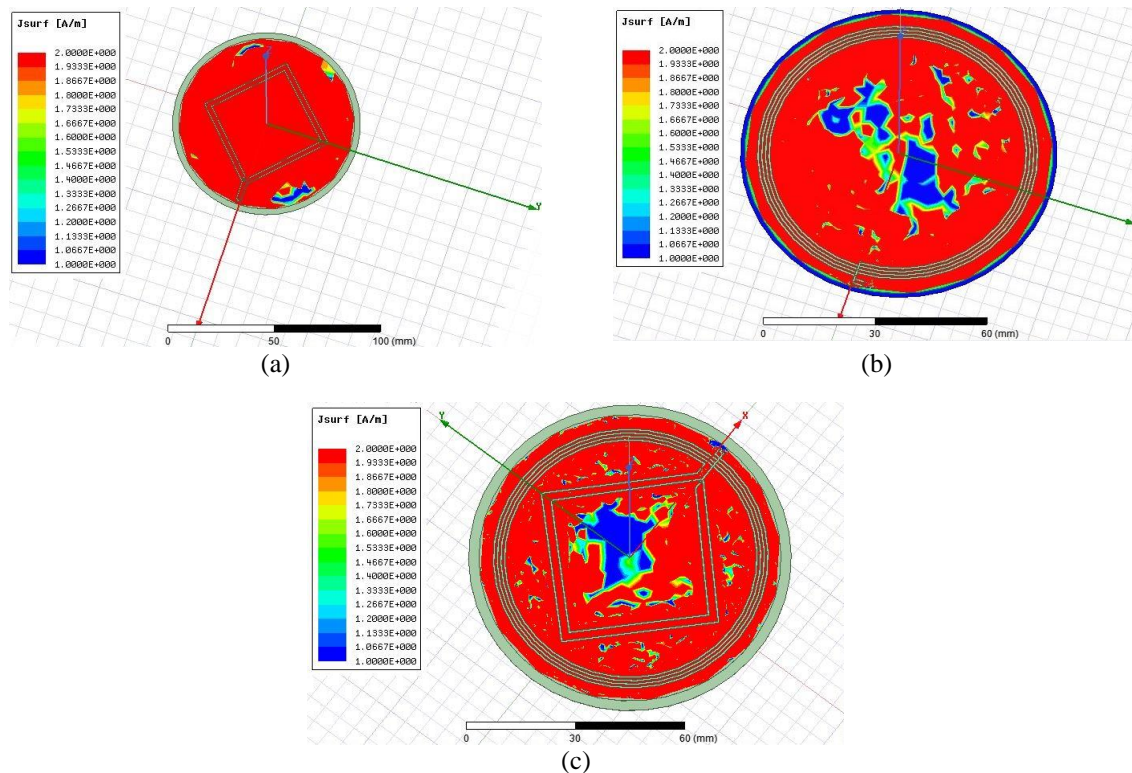 Jsurf [A/m]
2.0000E+000
1.9333E+000
1.8667E+000
1.8000E+000
1.7333E+000
1.6667E+000
1.6000E+000
1.5333E+000
1.4667E+000
1.4000E+000
1.3333E+000
1.2667E+000
1.2000E+000
1.1333E+000
1.0667E+000
1.0000E+000
Y
0 50 100 (mm)
(a)
Jsurf [A/m]
2.0000E+000
1.9333E+000
1.8667E+000
1.8000E+000
1.7333E+000
1.6667E+000
1.6000E+000
1.5333E+000
1.4667E+000
1.4000E+000
1.3333E+000
1.2667E+000
1.2000E+000
1.1333E+000
1.0667E+000
1.0000E+000
0 30 60 (mm)
(b)
Jsurf [A/m]
2.0000E+000
1.9333E+000
1.8667E+000
1.8000E+000
1.7333E+000
1.6667E+000
1.6000E+000
1.5333E+000
1.4667E+000
1.4000E+000
1.3333E+000
1.2667E+000
1.2000E+000
1.1333E+000
1.0667E+000
1.0000E+000
Y
X
0 30 60 (mm)
(c)